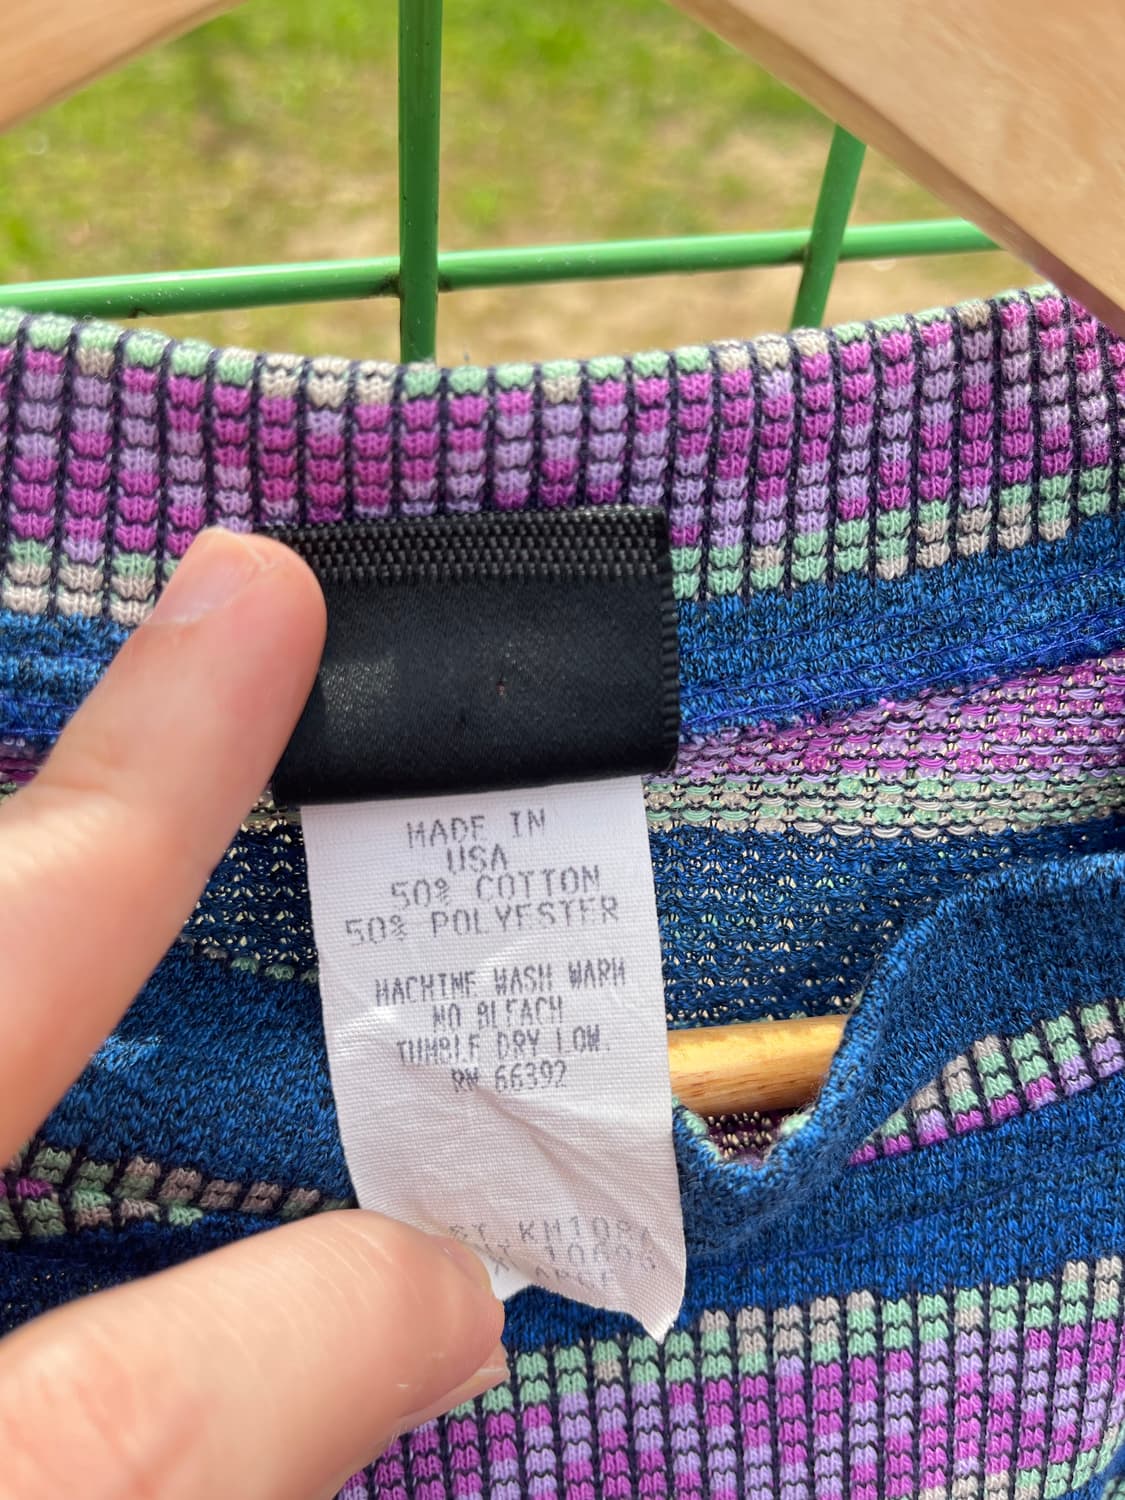 MADE IN
USA
50% COTTON
50% POLYESTER
MACHINE WASH WARM
NO BLEACH
TUMBLE DRY LOW.
RN 66392